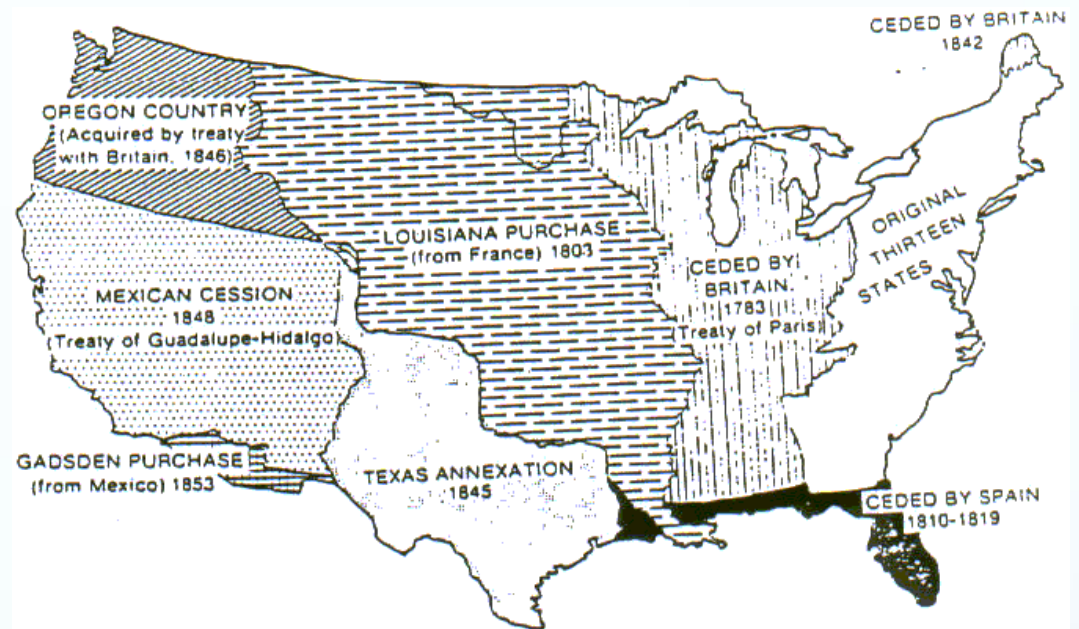 CEDED BY BRITAIN
1842
OREGON COUNTRY
(Acquired by treaty
with Britain, 1846)
ORIGINAL
THIRTEEN
STATES
LOUISIANA PURCHASE
(from France) 1803
CEDED BY
BRITAIN.
1783
(Treaty of Paris)
MEXICAN CESSION
1848
(Treaty of Guadalupe-Hidalgo)
GADSDEN PURCHASE
(from Mexico) 1853
TEXAS ANNEXATION
1845
CEDED BY SPAIN
1810-1819